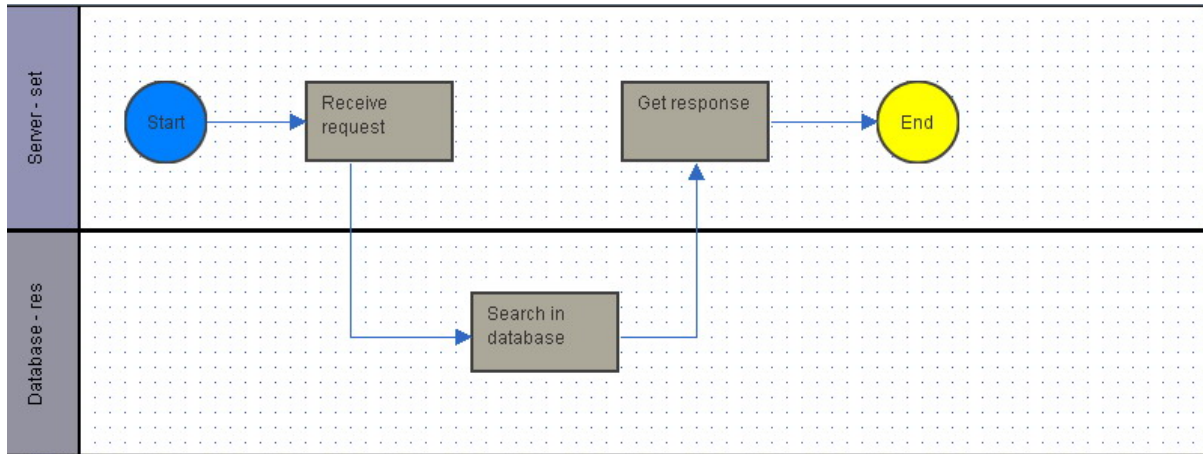 Server - set
Start
Receive
request
Get response
End
Database - res
Search in
database